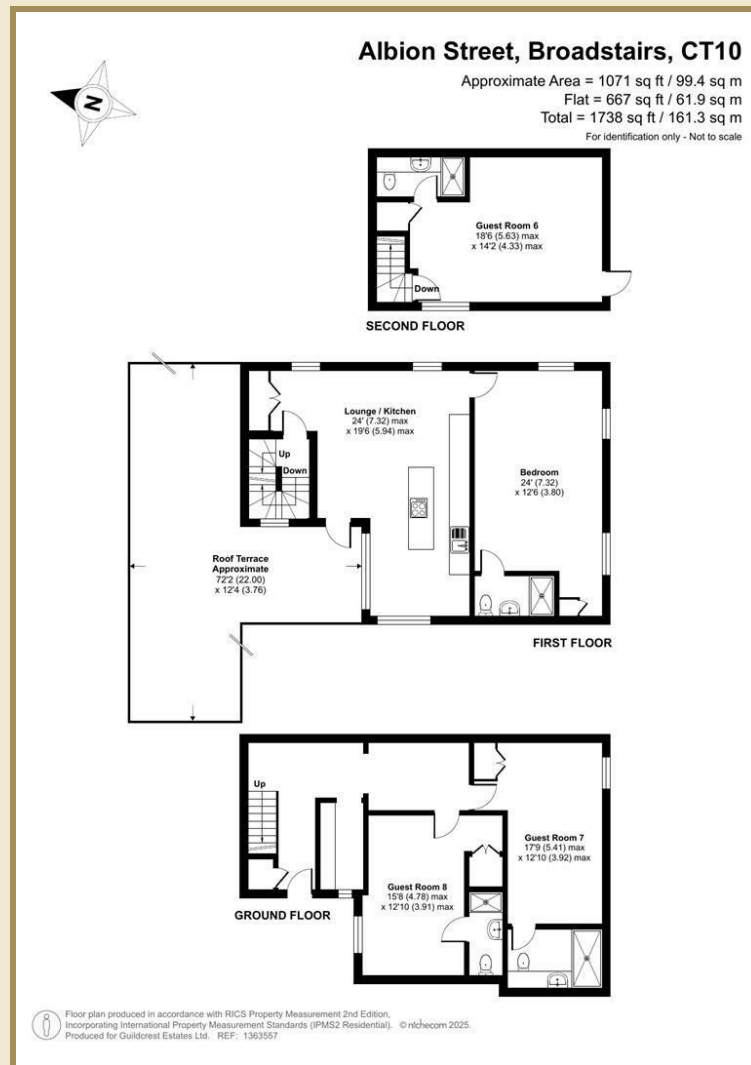 Albion Street, Broadstairs, CT10
Approximate Area = 1071 sq ft / 99.4 sq m
Flat = 667 sq ft / 61.9 sq m
Total = 1738 sq ft / 161.3 sq m
For identification only - Not to scale
N
Guest Room 6
18'6 (5.63) max
x 14'2 (4.33) max
Down
SECOND FLOOR
Lounge / Kitchen
24' (7.32) max
x 19'6 (5.94) max
Up
Down
Bedroom
24' (7.32)
x 12'6 (3.80)
Roof Terrace
Approximate
72'2 (22.00)
x 12'4 (3.76)
FIRST FLOOR
Up
Guest Room 7
17'9 (5.41) max
x 12'10 (3.92) max
Guest Room 8
15'8 (4.78) max
x 12'10 (3.91) max
GROUND FLOOR
Floor plan produced in accordance with RICS Property Measurement 2nd Edition,
Incorporating International Property Measurement Standards (IPMS2 Residential). © nichecom 2025.
Produced for Guildcrest Estates Ltd. REF: 1363557